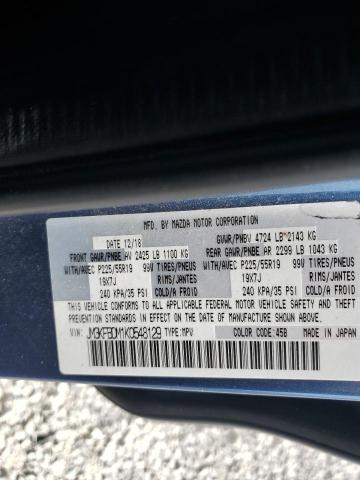 MFD. BY MAZDA MOTOR CORPORATION
DATE 12/18 GVWR/PNBV 4724 LB 2143 KG
FRONT GAWR/PNBE AV 2425 LB 1100 KG REAR GAWR/PNBE AR 2299 LB 1043 KG
WITH/AVEC P225/55R19 99V TIRES/PNEUS WITH/AVEC P225/55R19 99V TIRES/PNEUS
19X7J RIMS/JANTES 19X7J RIMS/JANTES
240 KPA/35 PSI COLD/A FROID 240 KPA/35 PSI COLD/A FROID
THIS VEHICLE CONFORMS TO ALL APPLICABLE FEDERAL MOTOR VEHICLE SAFETY AND
BUMPER STANDARDS IN EFFECT ON THE DATE OF MANUFACTURE SHOWN ABOVE.
VIN: JM3KFBDM1K0548129 TYPE:MPV COLOR CODE:45B MADE IN JAPAN